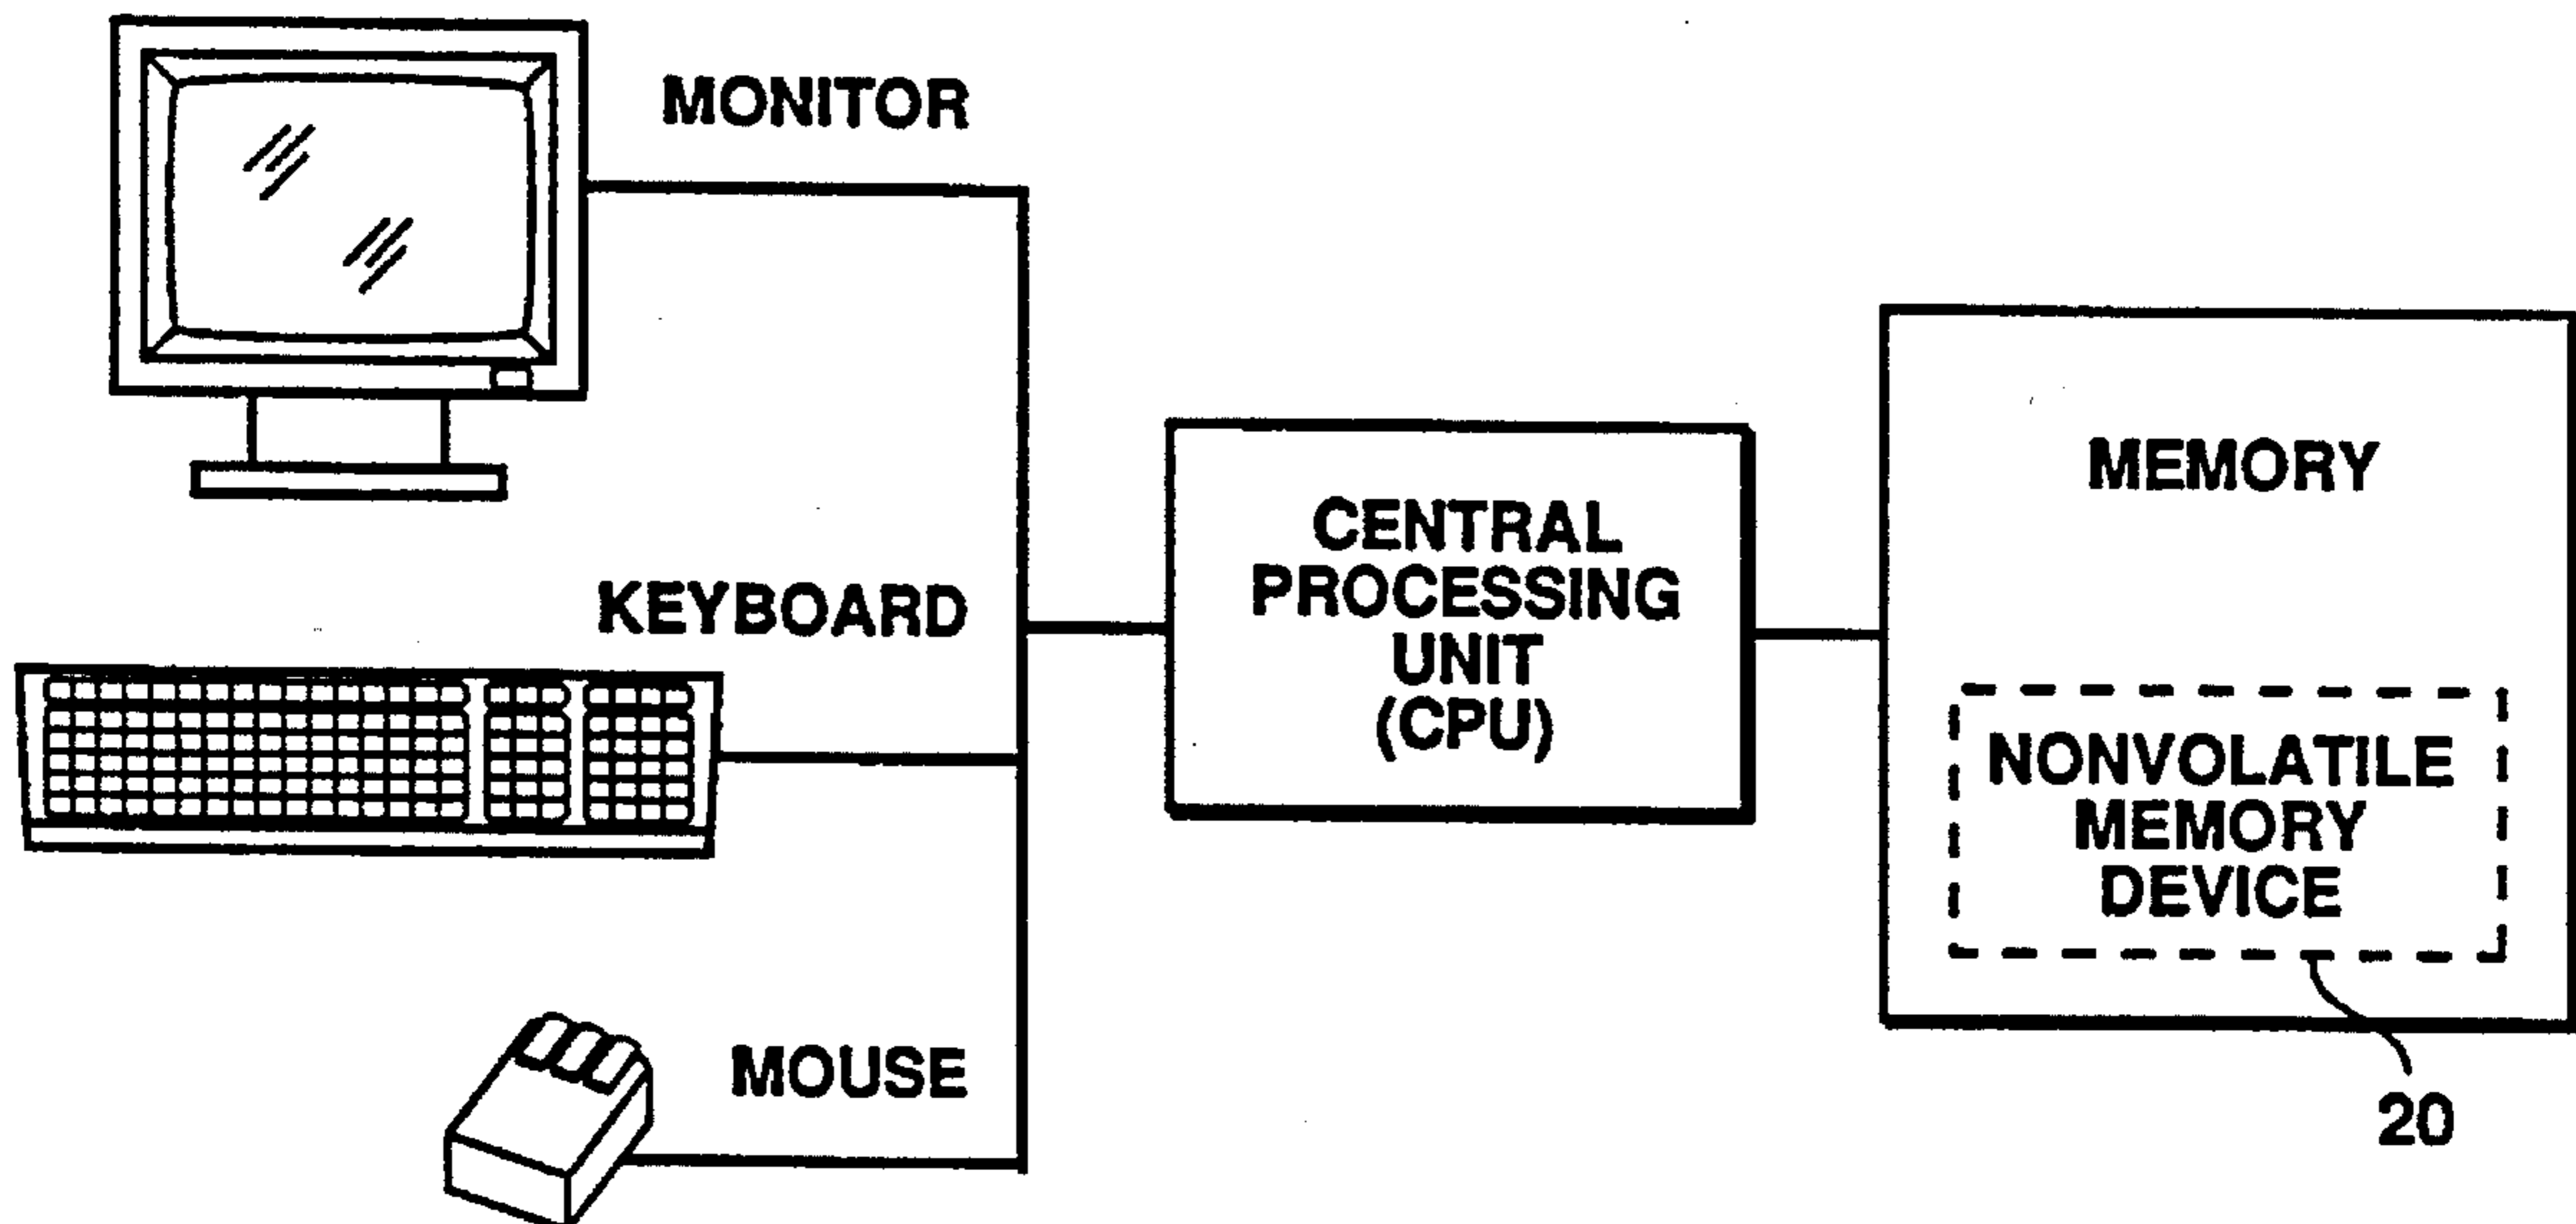 MONITOR
KEYBOARD
MOUSE
CENTRAL
PROCESSING
UNIT
(CPU)
MEMORY
NONVOLATILE
MEMORY
DEVICE
20